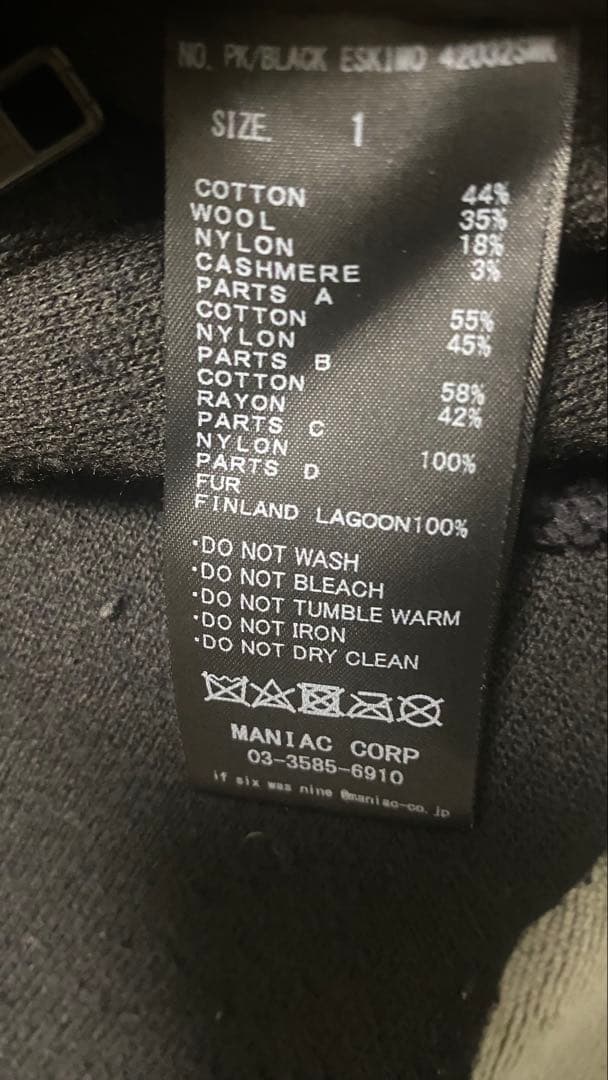 NO. PK/BLACK ESKIMO
SIZE. 1
COTTON 44%
WOOL 35%
NYLON 18%
CASHMERE 3%
PARTS A
COTTON 55%
NYLON 45%
PARTS B
COTTON 58%
RAYON 42%
PARTS C
NYLON 100%
PARTS D
FUR
FINLAND LAGOON100%
・DO NOT WASH
・DO NOT BLEACH
・DO NOT TUMBLE WARM
・DO NOT IRON
・DO NOT DRY CLEAN
MANIAC CORP
03-3585-6910
if six was nine @maniac-co.jp